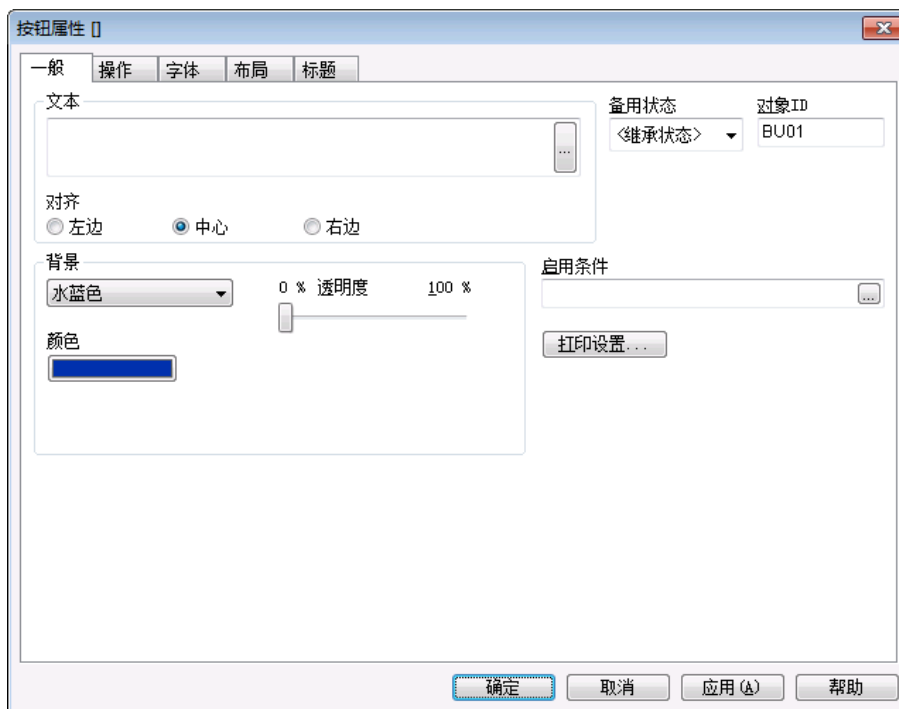 按钮属性 []
一般 操作 字体 布局 标题
文本
...
备用状态
<继承状态>
对象ID
BU01
对齐
左边 中心 右边
背景
水蓝色
0 % 透明度 100 %
颜色
启用条件
...
打印设置...
确定 取消 应用(A) 帮助